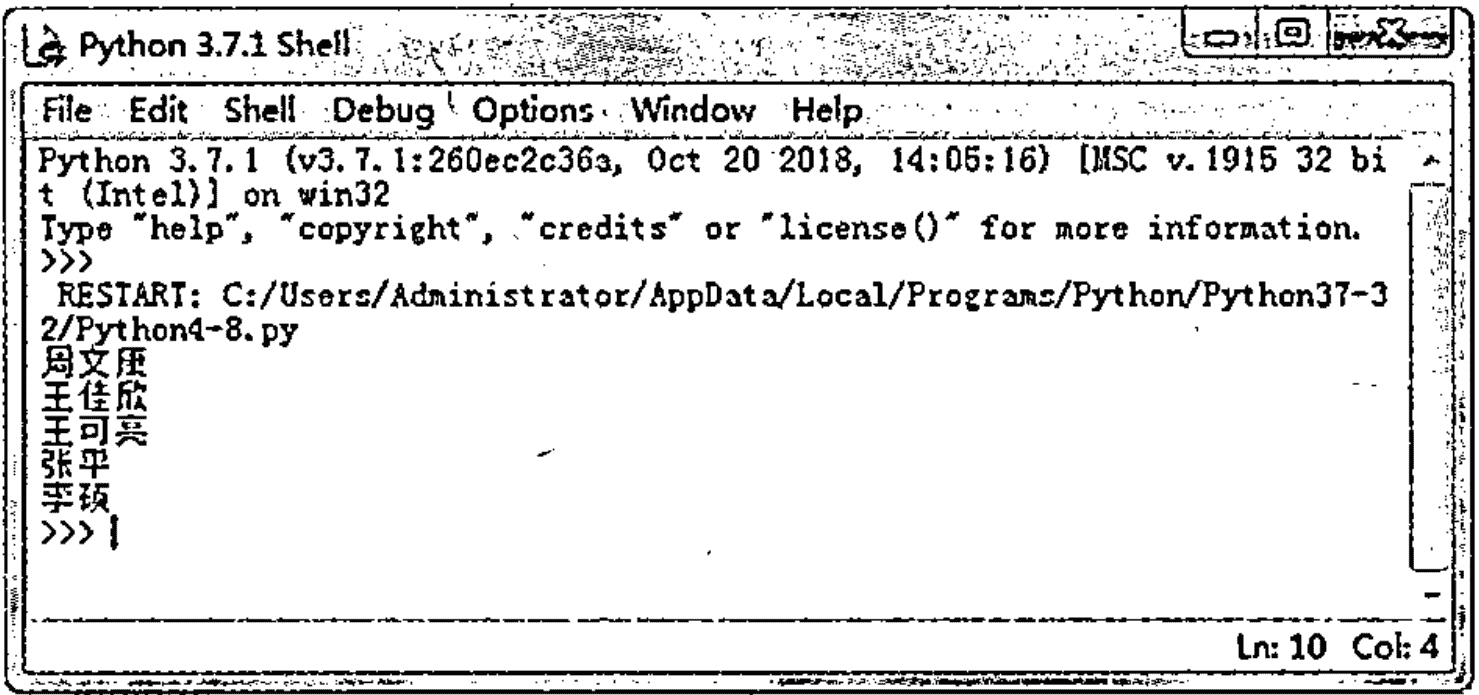 Python 3.7.1 Shell
File Edit Shell Debug Options Window Help
Python 3.7.1 (v3.7.1:260ec2c36a, Oct 20 2018, 14:05:16) [MSC v.1915 32 bi
t (Intel)] on win32
Type "help", "copyright", "credits" or "license()" for more information.
>>>
RESTART: C:/Users/Administrator/AppData/Local/Programs/Python/Python37-3
2/Python4-8.py
周文康
王佳欣
王可亮
张平
李硕
>>>
Ln: 10 Col: 4